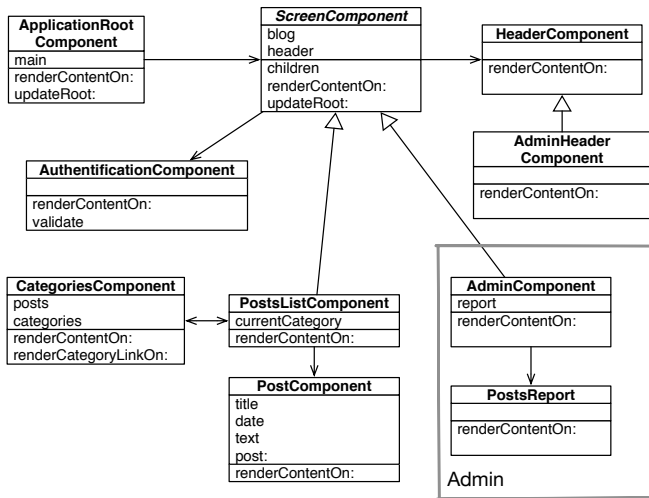 ApplicationRoot
Component
main
renderContentOn:
updateRoot:
ScreenComponent
blog
header
children
renderContentOn:
updateRoot:
HeaderComponent
renderContentOn:
AdminHeader
Component
renderContentOn:
AuthentificationComponent
renderContentOn:
validate
CategoriesComponent
posts
categories
renderContentOn:
renderCategoryLinkOn:
PostsListComponent
currentCategory
renderContentOn:
AdminComponent
report
renderContentOn:
PostComponent
title
date
text
post:
renderContentOn:
PostsReport
renderContentOn:
Admin